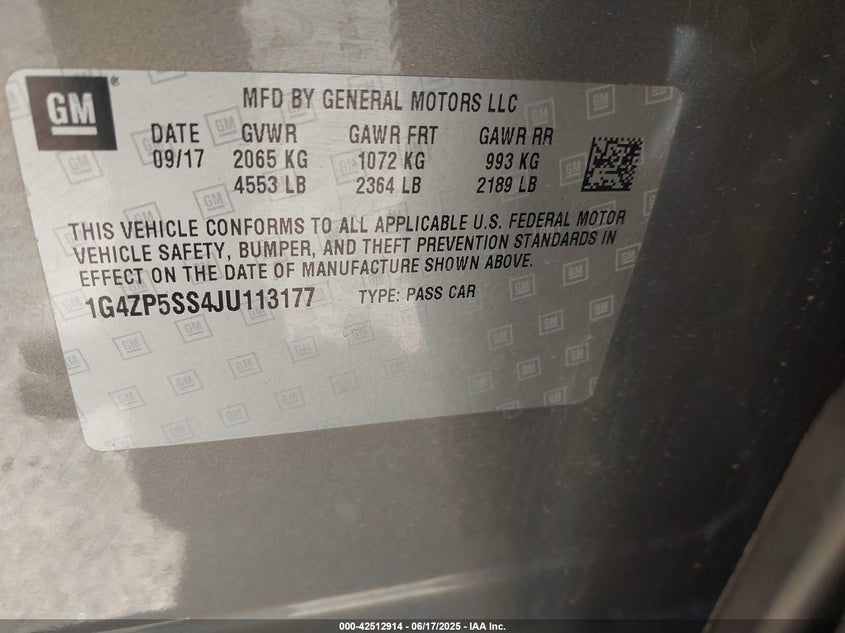 GM®
MFD BY GENERAL MOTORS LLC
DATE GVWR GAWR FRT GAWR RR
09/17 2065 KG 1072 KG 993 KG
4553 LB 2364 LB 2189 LB
THIS VEHICLE CONFORMS TO ALL APPLICABLE U.S. FEDERAL MOTOR
VEHICLE SAFETY, BUMPER, AND THEFT PREVENTION STANDARDS IN
EFFECT ON THE DATE OF MANUFACTURE SHOWN ABOVE.
1G4ZP5SS4JU113177 TYPE: PASS CAR
000-42512914 - 06/17/2025 - IAA Inc.